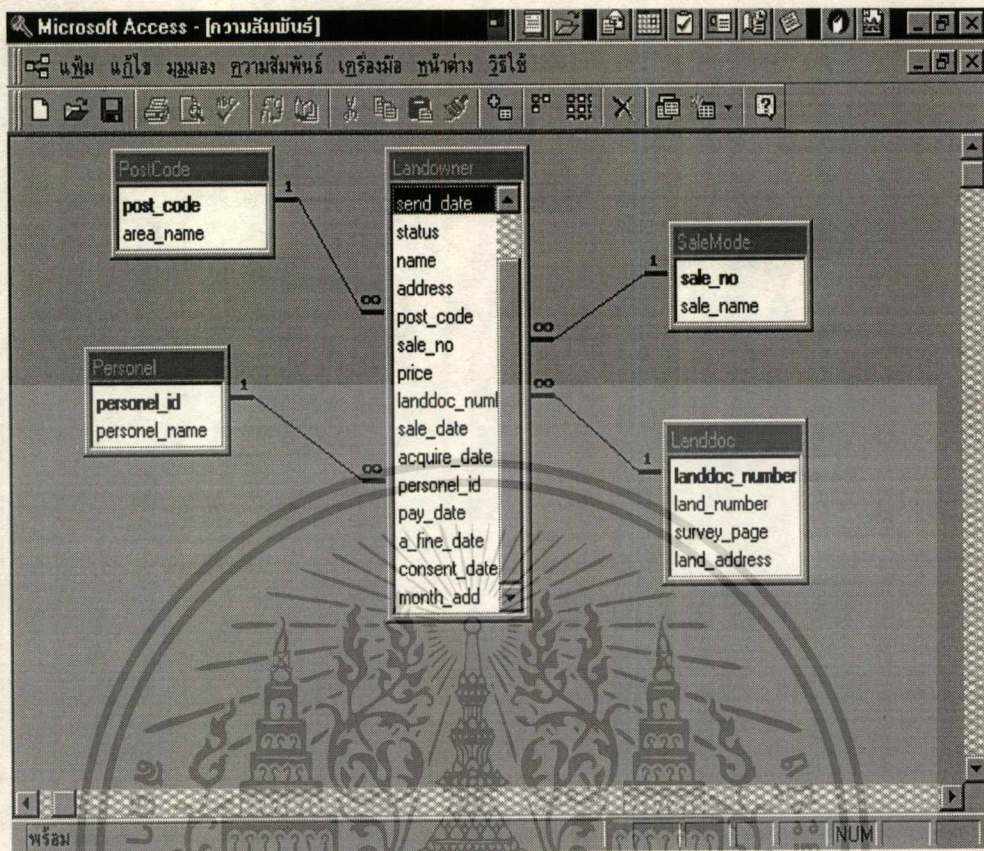 Microsoft Access - [ความสัมพันธ์]
แฟ้ม แก้ไข มุมมอง ความสัมพันธ์ เครื่องมือ หน้าต่าง วิธีใช้
PostCode
post_code
area_name
1
∞
Landowner
send_date
status
name
address
post_code
sale_no
price
landdoc_numl
sale_date
acquire_date
personel_id
pay_date
a_fine_date
consent_date
month_add
SaleMode
sale_no
sale_name
1
∞
Personel
personel_id
personel_name
1
∞
Landdoc
landdoc_number
land_number
survey_page
land_address
1
∞
พร้อม
NUM